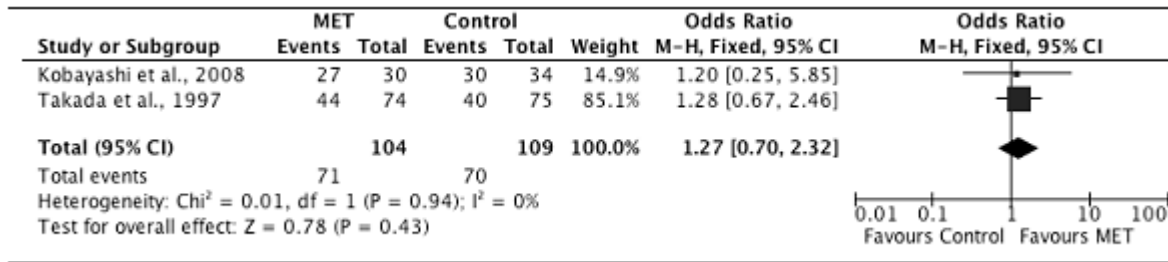 MET Control Odds Ratio Odds Ratio
Study or Subgroup Events Total Events Total Weight M-H, Fixed, 95% CI M-H, Fixed, 95% CI
Kobayashi et al., 2008 27 30 30 34 14.9% 1.20 [0.25, 5.85]
Takada et al., 1997 44 74 40 75 85.1% 1.28 [0.67, 2.46]
Total (95% CI) 104 109 100.0% 1.27 [0.70, 2.32]
Total events 71 70
Heterogeneity: Chi² = 0.01, df = 1 (P = 0.94); I² = 0%
Test for overall effect: Z = 0.78 (P = 0.43)
0.01 0.1 1 10 100
Favours Control Favours MET